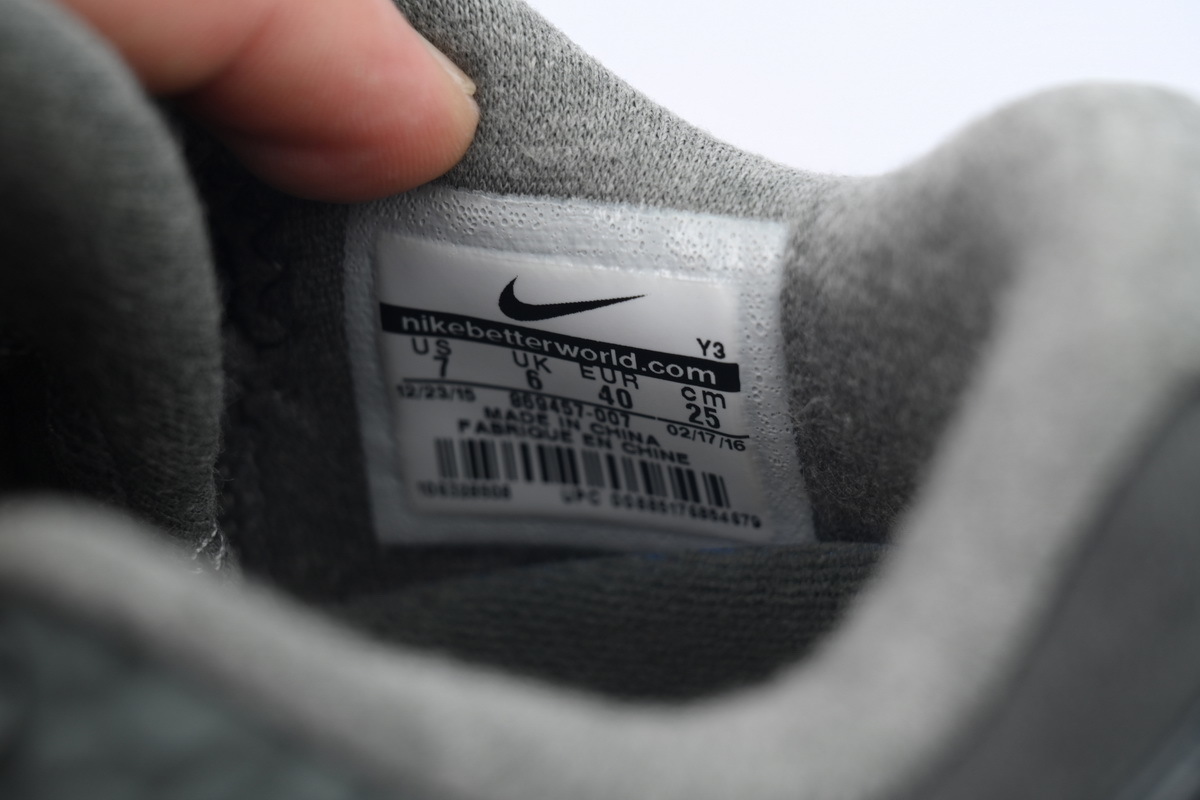 nikebetterworld.com
Y3
US UK EUR cm
7 6 40 25
12/23/15 02/17/16
MADE IN CHINA
FABRIQUE EN CHINE
UPC